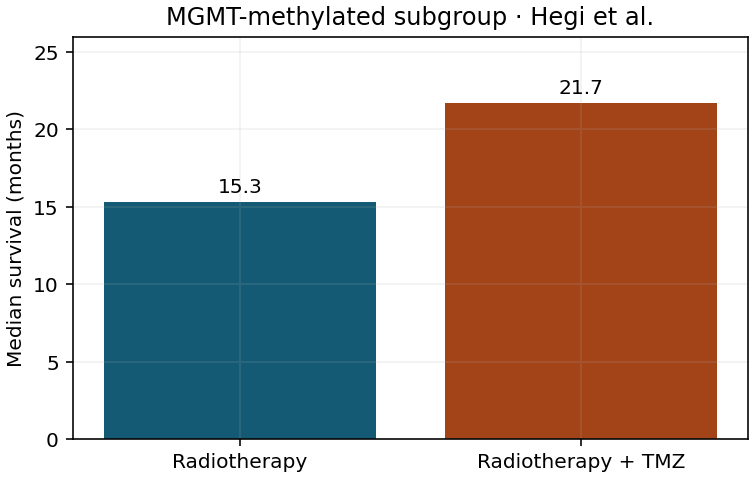 MGMT-methylated subgroup · Hegi et al.
Median survival (months)
25
20
15
10
5
0
15.3
21.7
Radiotherapy
Radiotherapy + TMZ